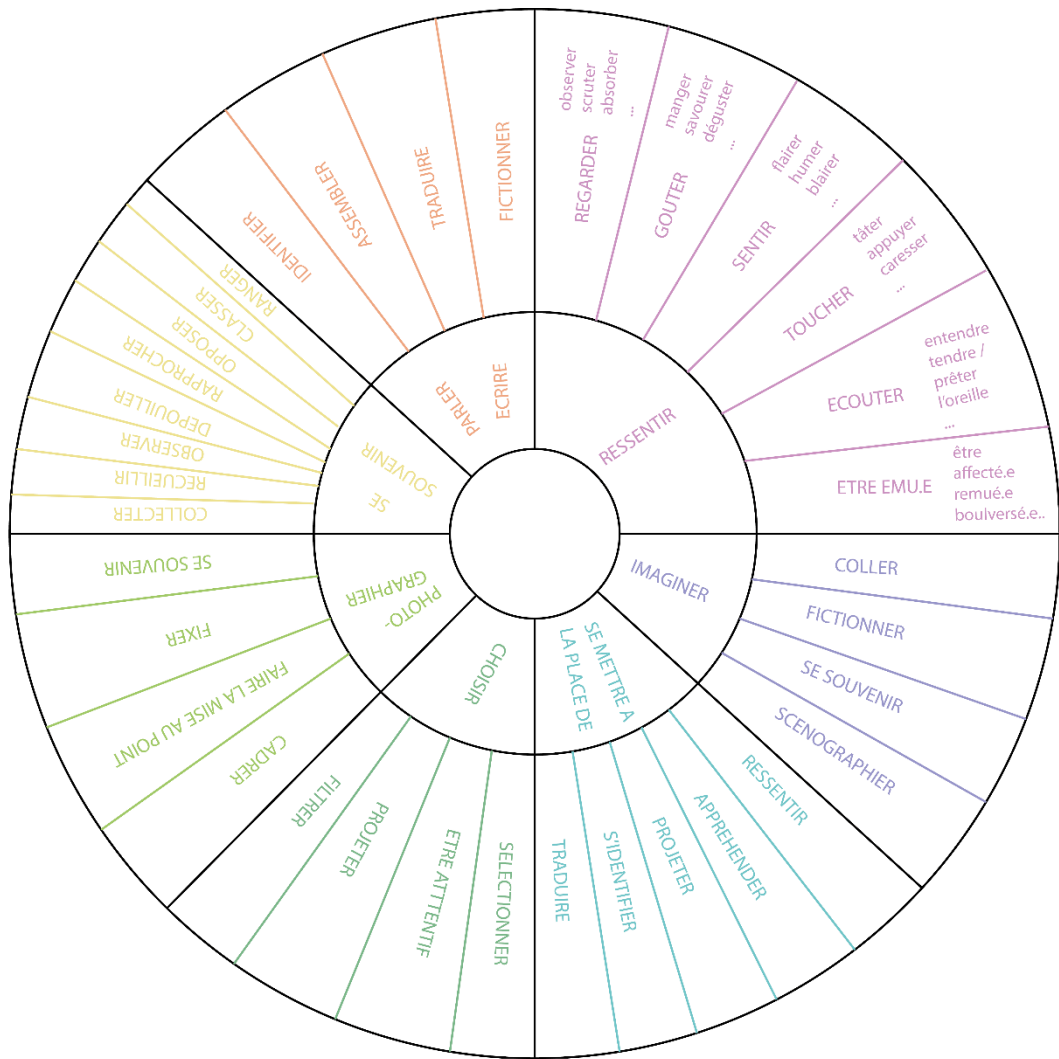 RESSENTIR
REGARDER
observer
scruter
absorber
...
GOUTER
manger
savourer
déguster
...
SENTIR
flairer
humer
blairer
...
TOUCHER
tâter
appuyer
caresser
...
ECOUTER
entendre
tendre /
prêter
l'oreille
...
ETRE EMU.E
être
affecté.e
remué.e
boulversé.e..
IMAGINER
COLLER
FICTIONNER
SE SOUVENIR
SCENOGRAPHIER
SE METTRE A
LA PLACE DE
RESSENTIR
APPREHENDER
PROJETER
S'IDENTIFIER
TRADUIRE
CHOISIR
SELECTIONNER
ETRE ATTENTIF
PROJETER
FILTRER
PHOTO-
GRAPHIER
CADRER
FAIRE LA MISE AU POINT
FIXER
SE SOUVENIR
SE
SOUVENIR
COLLECTER
RECUEILLIR
OBSERVER
DEPOUILLER
RAPPROCHER
OPPOSER
CLASSER
RANGER
PARLER
ECRIRE
IDENTIFIER
ASSEMBLER
TRADUIRE
FICTIONNER